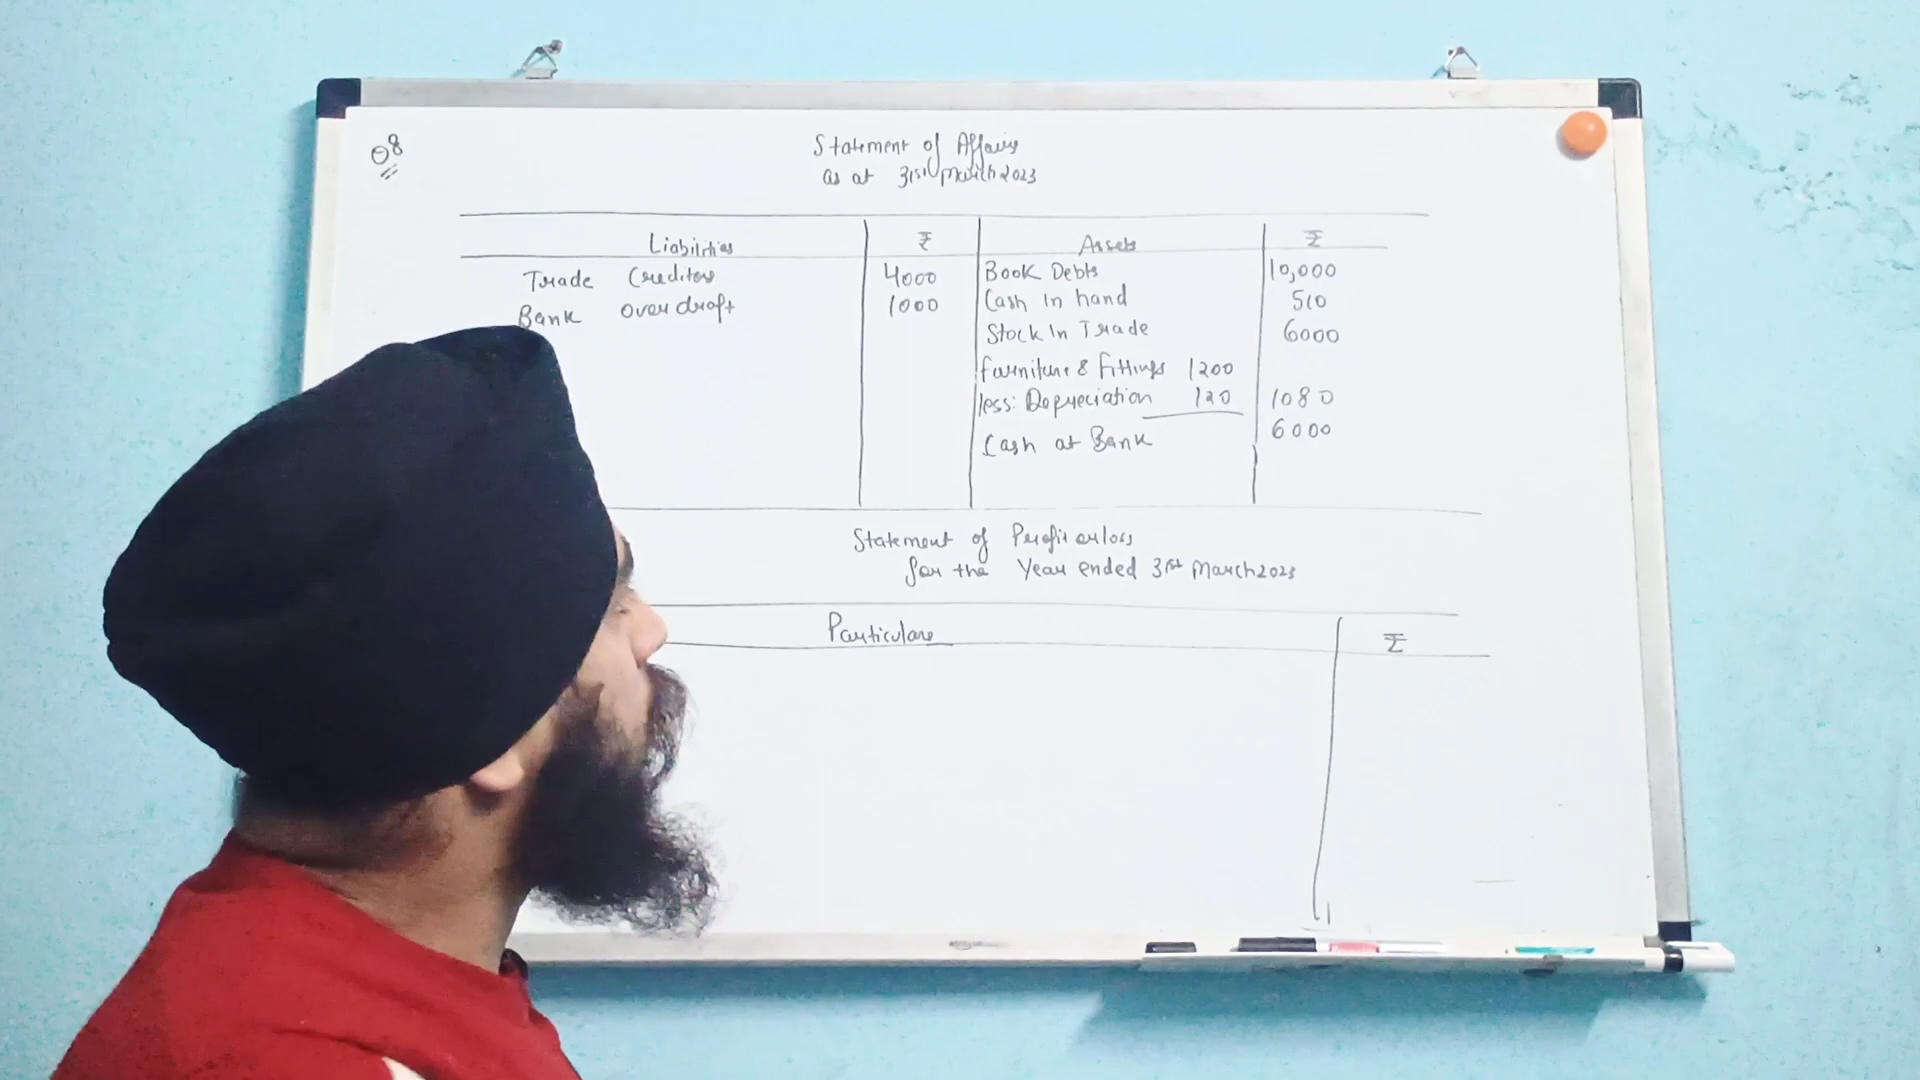 Q8
Statement of Affairs
as at 31st March 2023
Liabilities ₹ Assets ₹
Trade Creditors 4000 Book Debts 10,000
Bank overdraft 1000 Cash In hand 510
Stock In Trade 6000
Furniture & Fittings 1200
less: Depreciation 120 1080
Cash at Bank 6000
Statement of Profit or loss
for the Year ended 31st March 2023
Particulars ₹